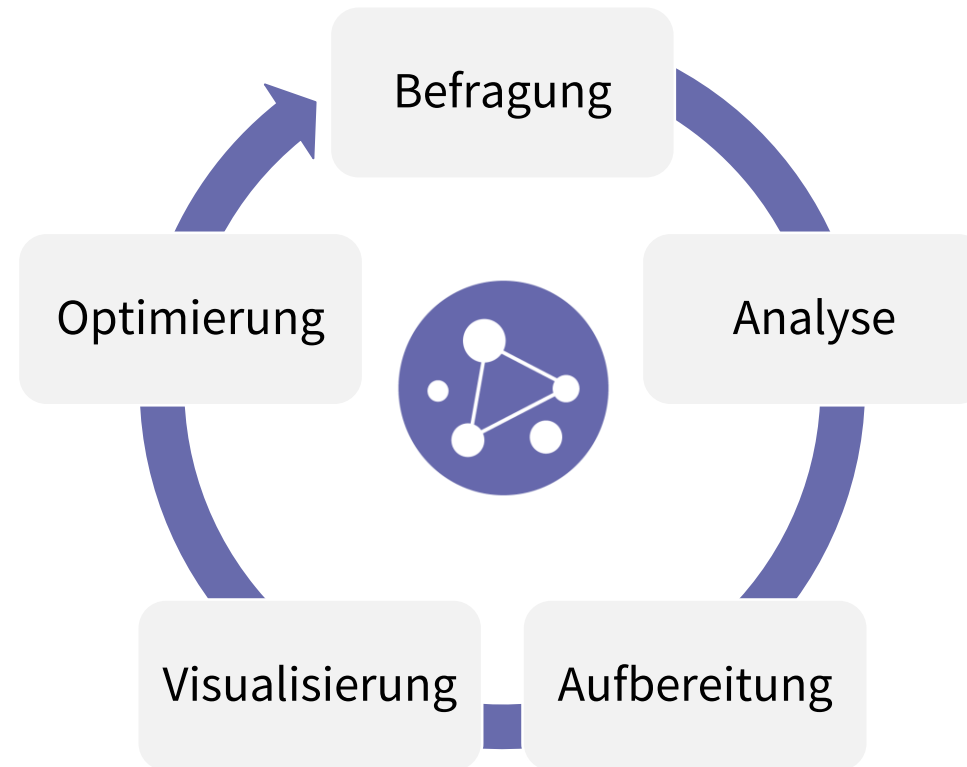 Befragung
Optimierung
Analyse
Visualisierung
Aufbereitung